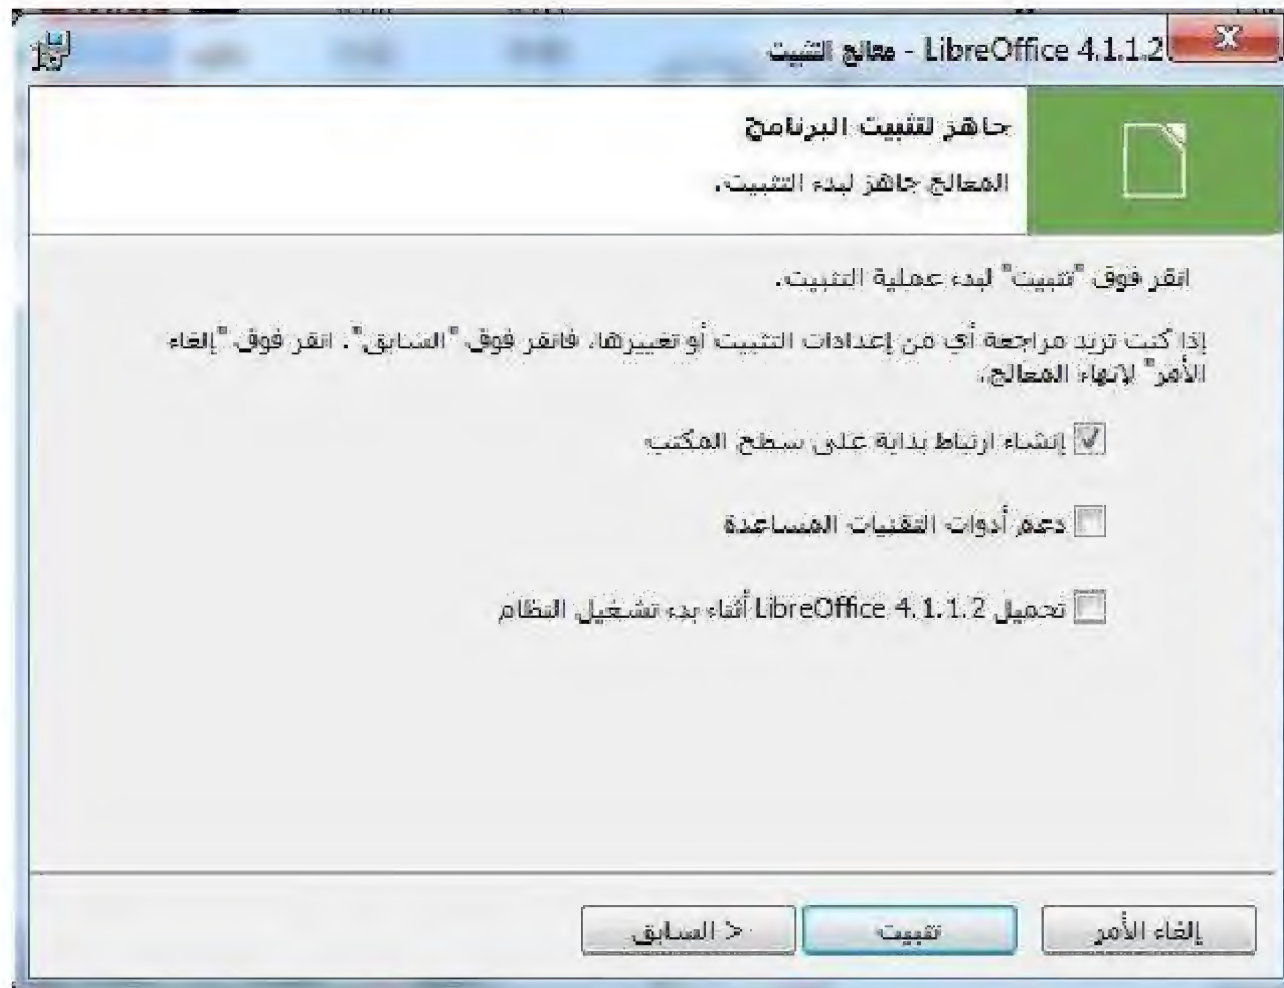 LibreOffice 4.1.1.2 - معالج التثبيت
جاهز لتثبيت البرنامج
المعالج جاهز لبدء التثبيت.
انقر فوق "تثبيت" لبدء عملية التثبيت.
إذا كنت تريد مراجعة أي من إعدادات التثبيت أو تغييرها، فانقر فوق "السابق". انقر فوق "إلغاء
الأمر" لإنهاء المعالج.
إنشاء ارتباط بداية على سطح المكتب
دعم أدوات التقنيات المساعدة
تحميل LibreOffice 4.1.1.2 أثناء بدء تشغيل النظام
إلغاء الأمر
تثبيت
< السابق